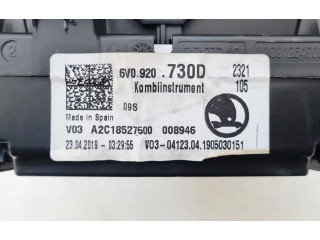 6V0.920 .730D 2321
Kombiinstrument 105
09S
Made in Spain
V03 A2C18527500 008946
23.04.2019 - 03:29:55 V03-04123.04.1905030151